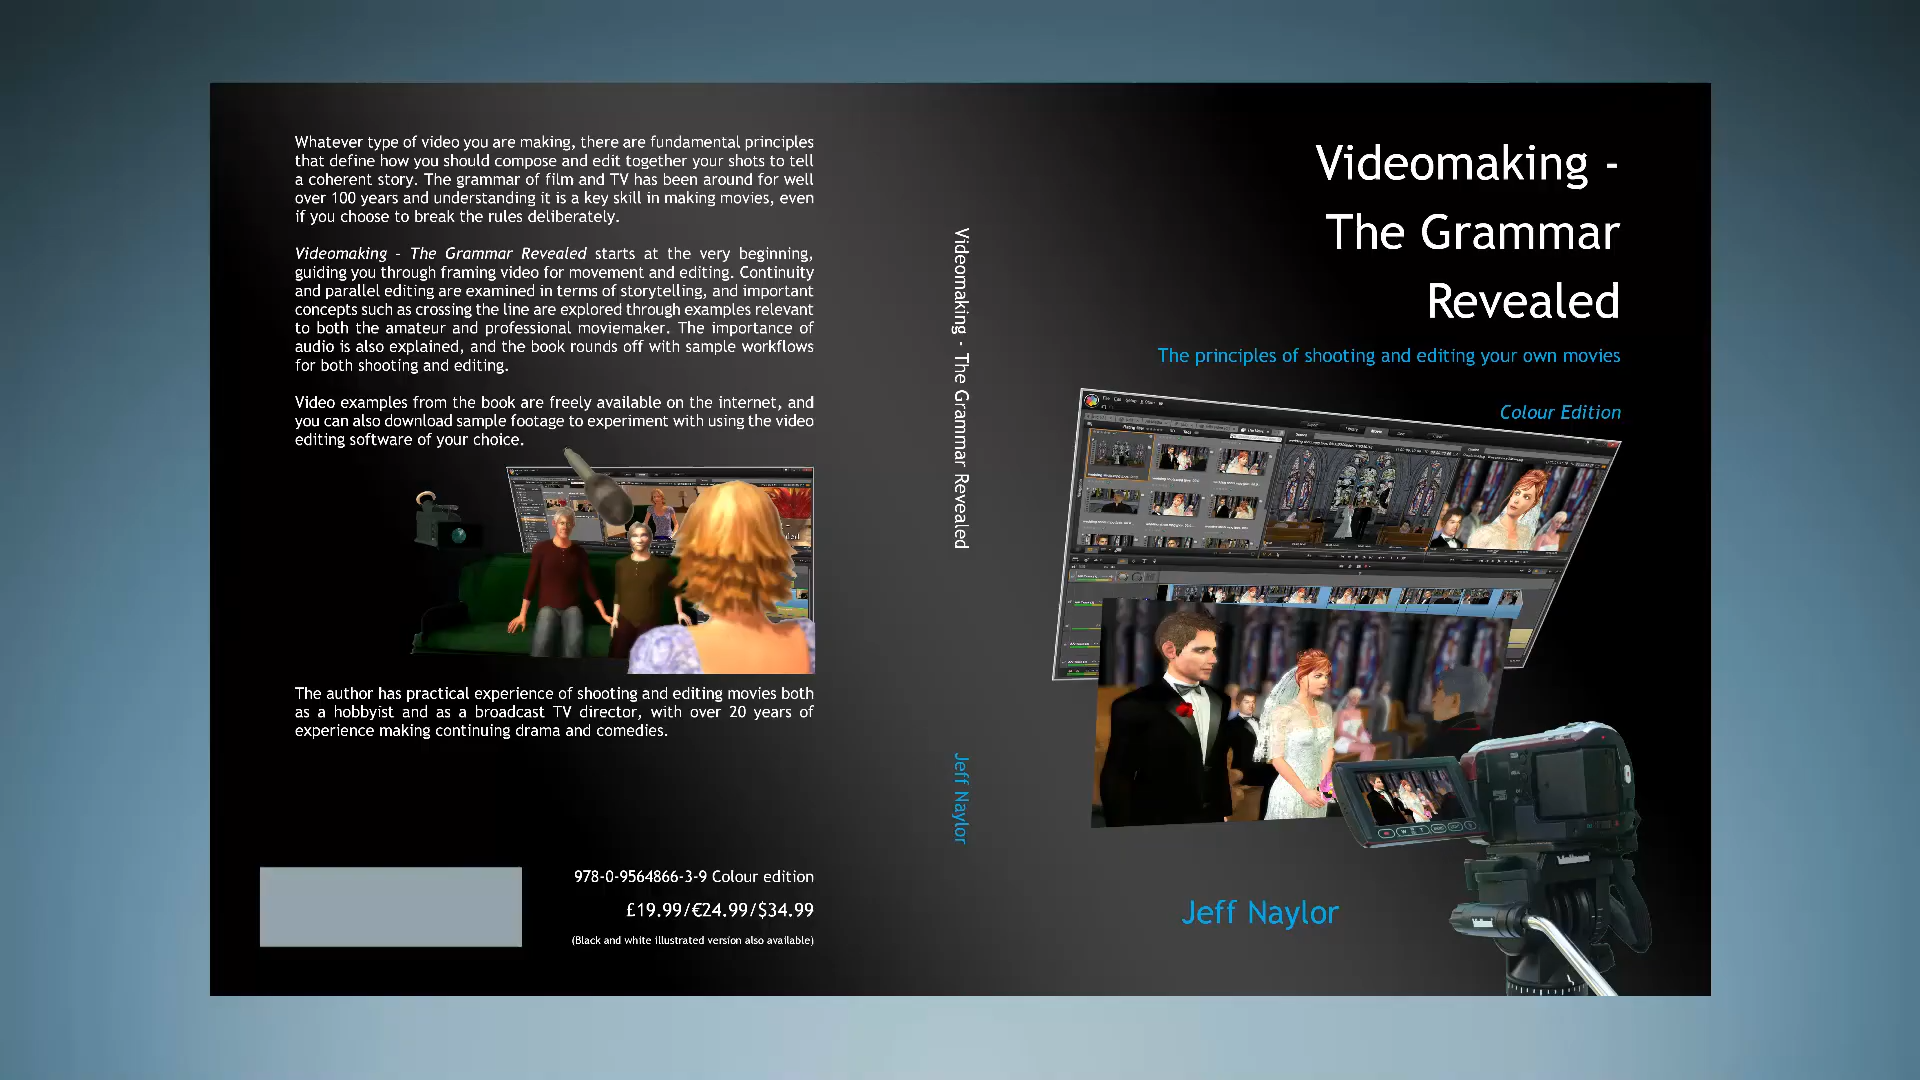 Whatever type of video you are making, there are fundamental principles
that define how you should compose and edit together your shots to tell
a coherent story. The grammar of film and TV has been around for well
over 100 years and understanding it is a key skill in making movies, even
if you choose to break the rules deliberately.
Videomaking - The Grammar Revealed starts at the very beginning,
guiding you through framing video for movement and editing. Continuity
and parallel editing are examined in terms of storytelling, and important
concepts such as crossing the line are explored through examples relevant
to both the amateur and professional moviemaker. The importance of
audio is also explained, and the book rounds off with sample workflows
for both shooting and editing.
Video examples from the book are freely available on the internet, and
you can also download sample footage to experiment with using the video
editing software of your choice.
The author has practical experience of shooting and editing movies both
as a hobbyist and as a broadcast TV director, with over 20 years of
experience making continuing drama and comedies.
978-0-9564866-3-9 Colour edition
£19.99/€24.99/$34.99
(Black and white illustrated version also available)
Videomaking - The Grammar Revealed
Jeff Naylor
Videomaking -
The Grammar
Revealed
The principles of shooting and editing your own movies
Colour Edition
Jeff Naylor